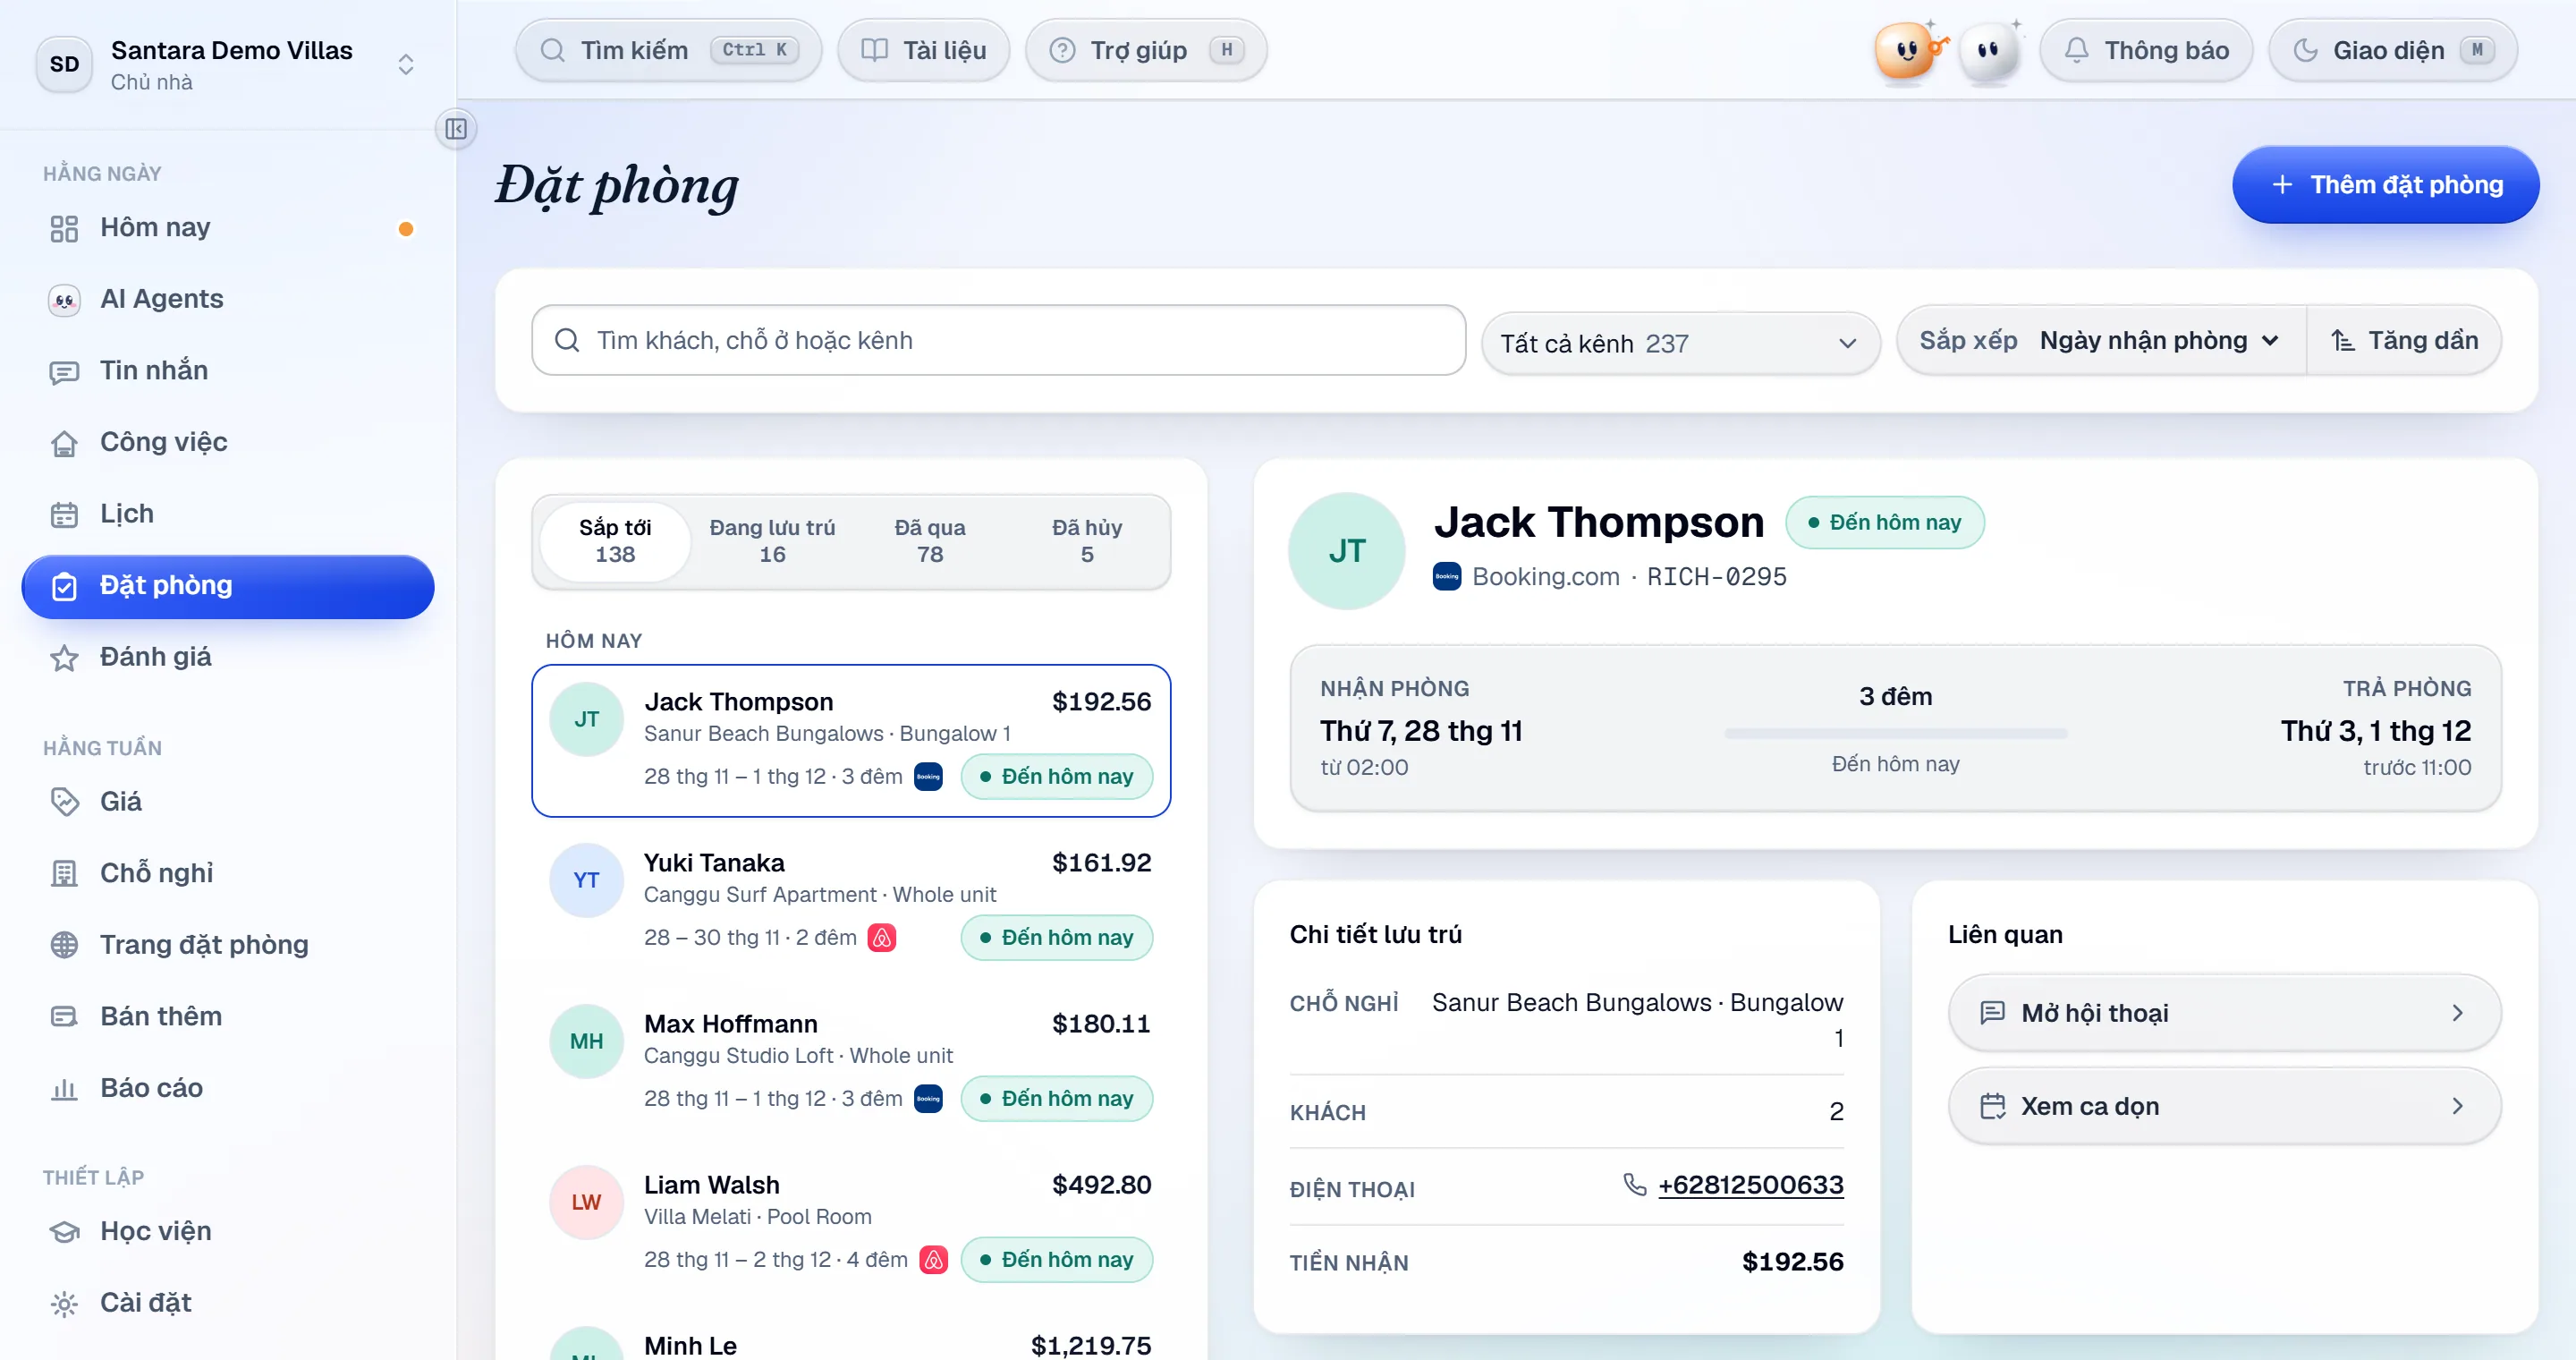 SD
Santara Demo Villas
Chủ nhà
Tìm kiếm Ctrl K
Tài liệu
Trợ giúp H
Thông báo
Giao diện M
HẰNG NGÀY
Hôm nay
AI Agents
Tin nhắn
Công việc
Lịch
Đặt phòng
Đánh giá
HẰNG TUẦN
Giá
Chỗ nghỉ
Trang đặt phòng
Bán thêm
Báo cáo
THIẾT LẬP
Học viện
Cài đặt
Đặt phòng
Thêm đặt phòng
Tìm khách, chỗ ở hoặc kênh
Tất cả kênh 237
Sắp xếp Ngày nhận phòng
Tăng dần
Sắp tới
138
Đang lưu trú
16
Đã qua
78
Đã hủy
5
HÔM NAY
JT
Jack Thompson $192.56
Sanur Beach Bungalows · Bungalow 1
28 thg 11 – 1 thg 12 · 3 đêm Booking Đến hôm nay
YT
Yuki Tanaka $161.92
Canggu Surf Apartment · Whole unit
28 – 30 thg 11 · 2 đêm Đến hôm nay
MH
Max Hoffmann $180.11
Canggu Studio Loft · Whole unit
28 thg 11 – 1 thg 12 · 3 đêm Booking Đến hôm nay
LW
Liam Walsh $492.80
Villa Melati · Pool Room
28 thg 11 – 2 thg 12 · 4 đêm Đến hôm nay
Minh Le $1,219.75
JT
Jack Thompson Đến hôm nay
Booking Booking.com · RICH-0295
NHẬN PHÒNG
Thứ 7, 28 thg 11
từ 02:00
3 đêm
Đến hôm nay
TRẢ PHÒNG
Thứ 3, 1 thg 12
trước 11:00
Chi tiết lưu trú
CHỖ NGHỈ Sanur Beach Bungalows · Bungalow
1
KHÁCH 2
ĐIỆN THOẠI +62812500633
TIỀN NHẬN $192.56
Liên quan
Mở hội thoại
Xem ca dọn